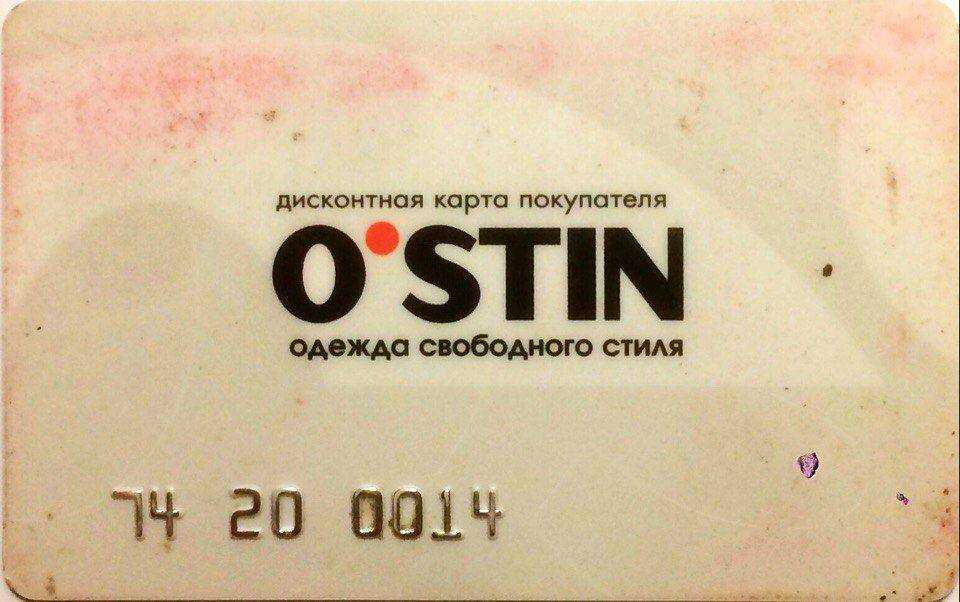 дисконтная карта покупателя
O'STIN
одежда свободного стиля
74 20 0014